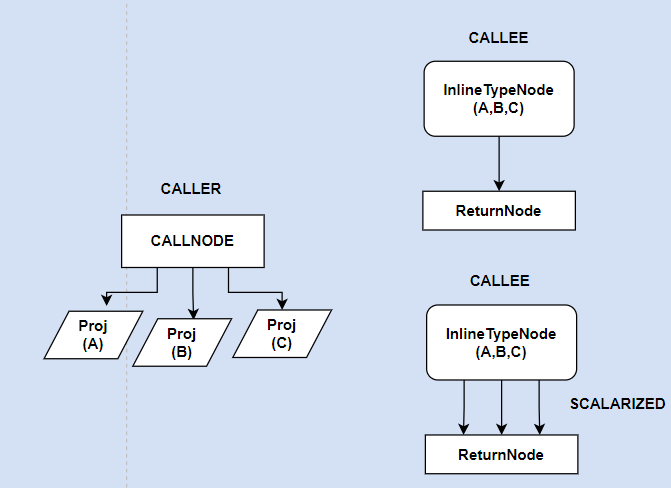 CALLEE
InlineTypeNode
(A,B,C)
ReturnNode
CALLER
CALLNODE
Proj
(A)
Proj
(B)
Proj
(C)
CALLEE
InlineTypeNode
(A,B,C)
SCALARIZED
ReturnNode